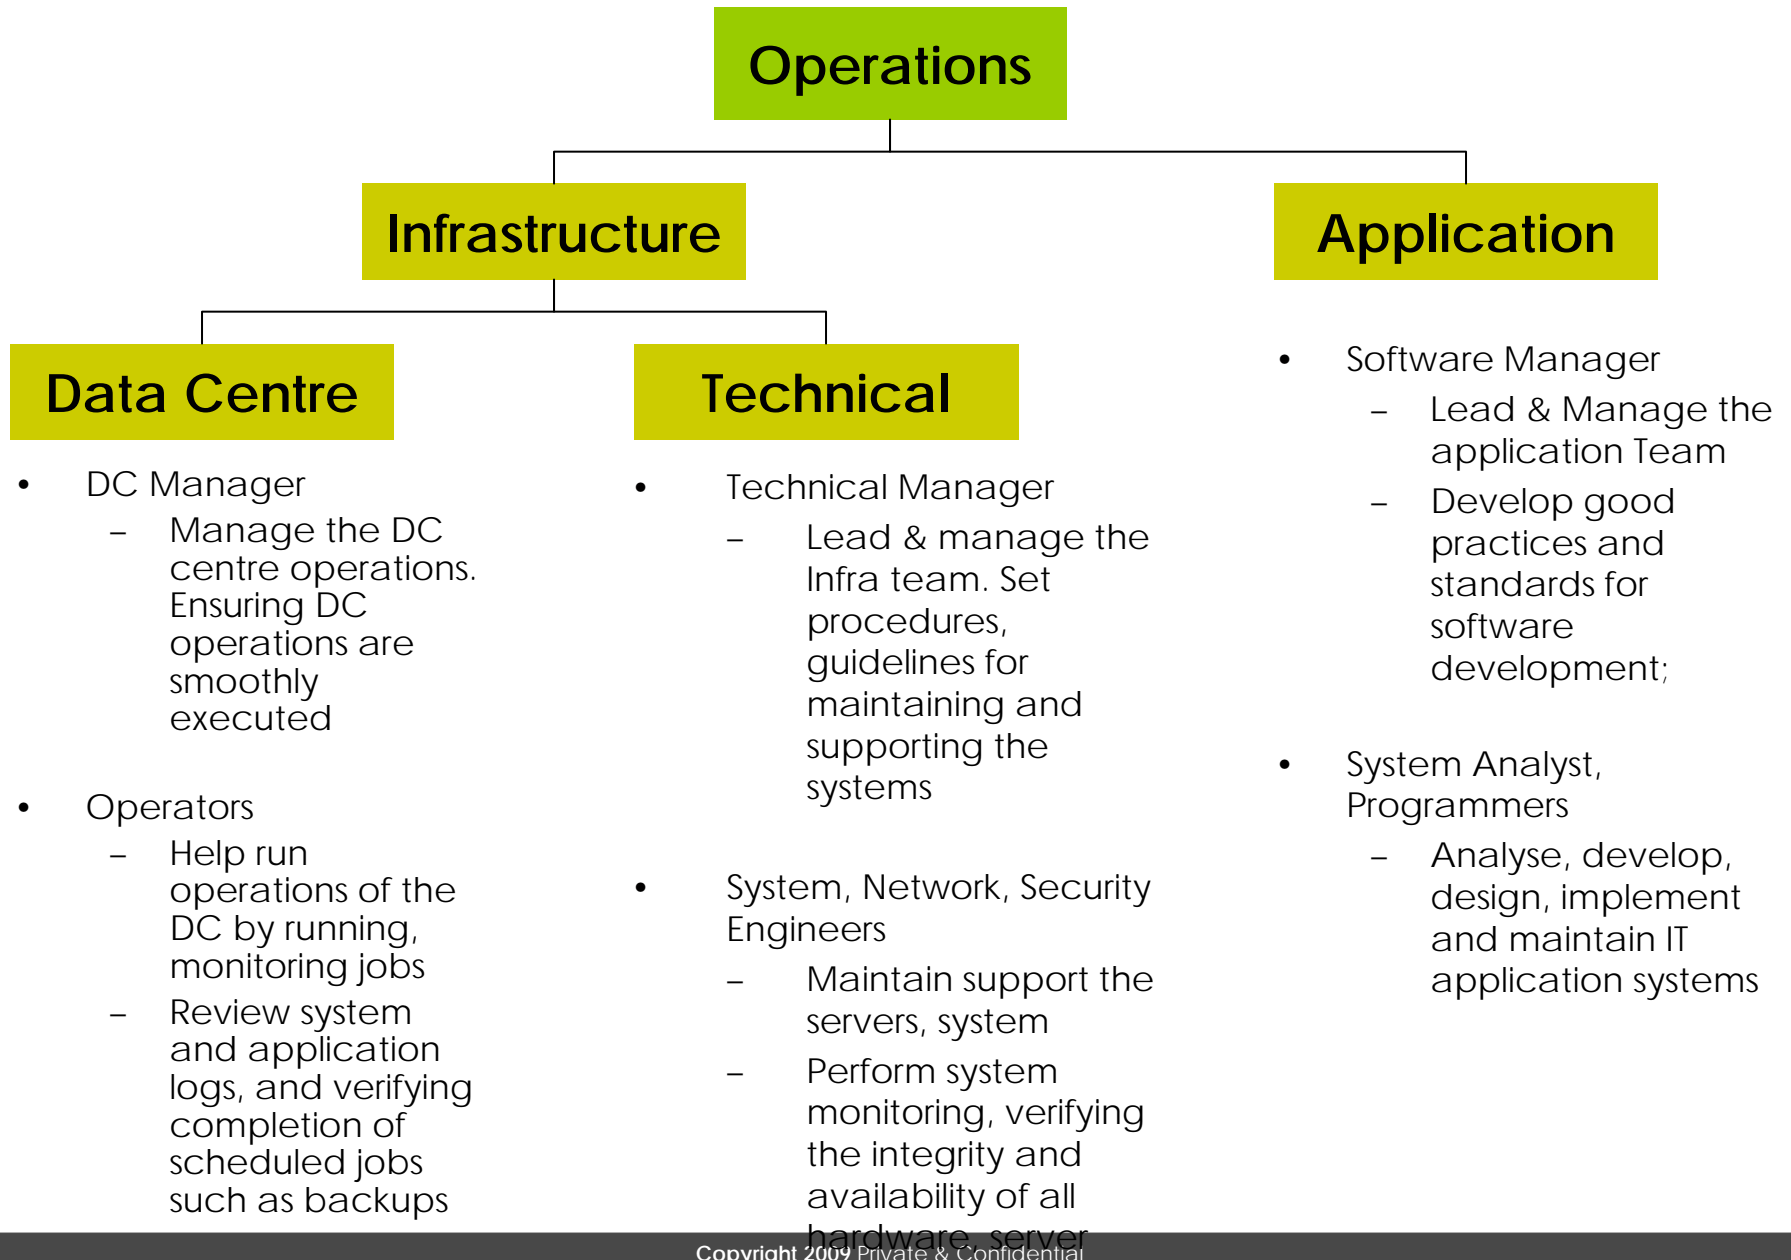 Operations
Infrastructure
Application
Data Centre
Technical
• DC Manager
– Manage the DC
centre operations.
Ensuring DC
operations are
smoothly
executed
• Operators
– Help run
operations of the
DC by running,
monitoring jobs
– Review system
and application
logs, and verifying
completion of
scheduled jobs
such as backups
• Technical Manager
– Lead & manage the
Infra team. Set
procedures,
guidelines for
maintaining and
supporting the
systems
• System, Network, Security
Engineers
– Maintain support the
servers, system
– Perform system
monitoring, verifying
the integrity and
availability of all
hardware, server
• Software Manager
– Lead & Manage the
application Team
– Develop good
practices and
standards for
software
development;
• System Analyst,
Programmers
– Analyse, develop,
design, implement
and maintain IT
application systems
Copyright 2009 Private & Confidential